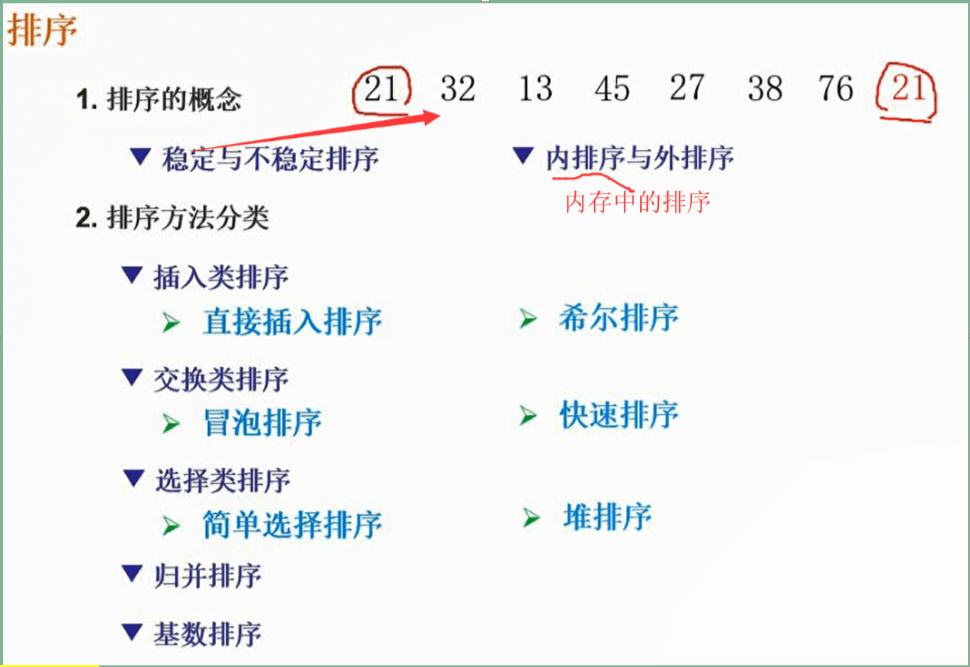 排序
1. 排序的概念 21 32 13 45 27 38 76 21
▼ 稳定与不稳定排序 ▼ 内排序与外排序
内存中的排序
2. 排序方法分类
▼ 插入类排序
➢ 直接插入排序 ➢ 希尔排序
▼ 交换类排序
➢ 冒泡排序 ➢ 快速排序
▼ 选择类排序
➢ 简单选择排序 ➢ 堆排序
▼ 归并排序
▼ 基数排序